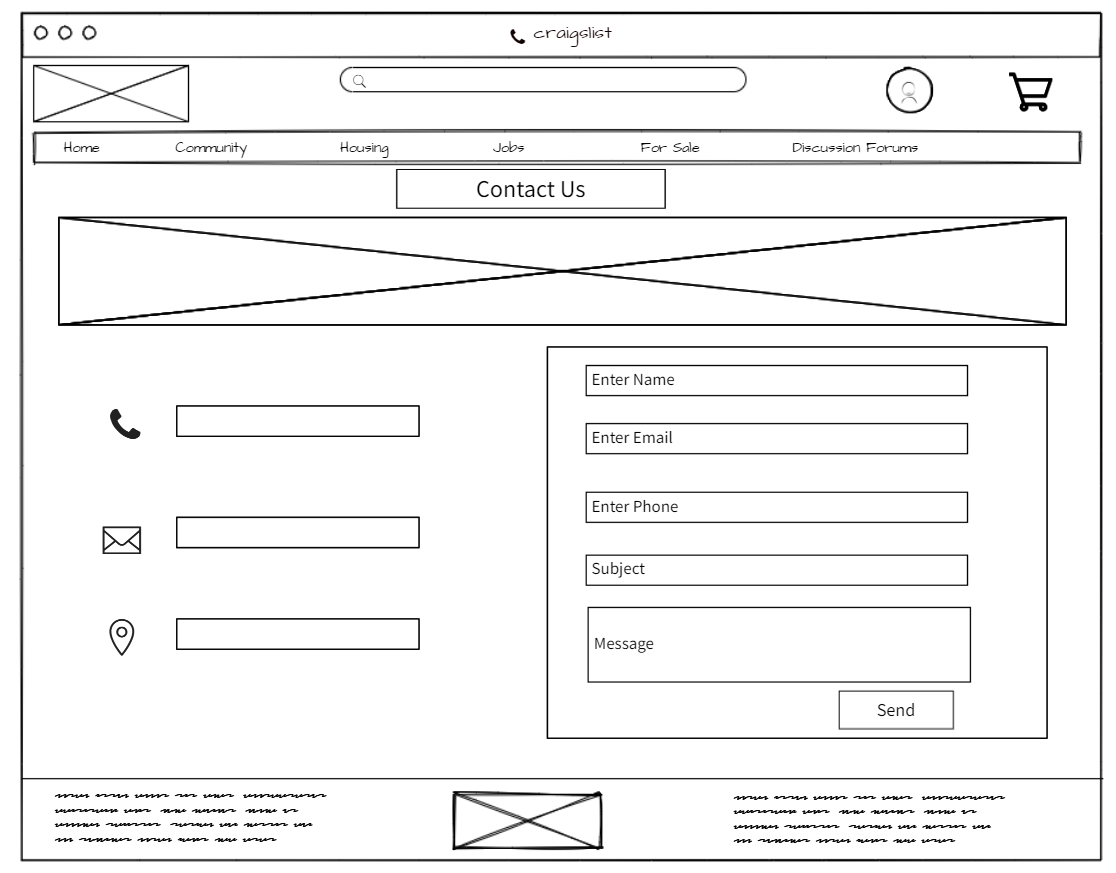 craigslist
Home Community Housing Jobs For Sale Discussion Forums
Contact Us
Enter Name
Enter Email
Enter Phone
Subject
Message
Send